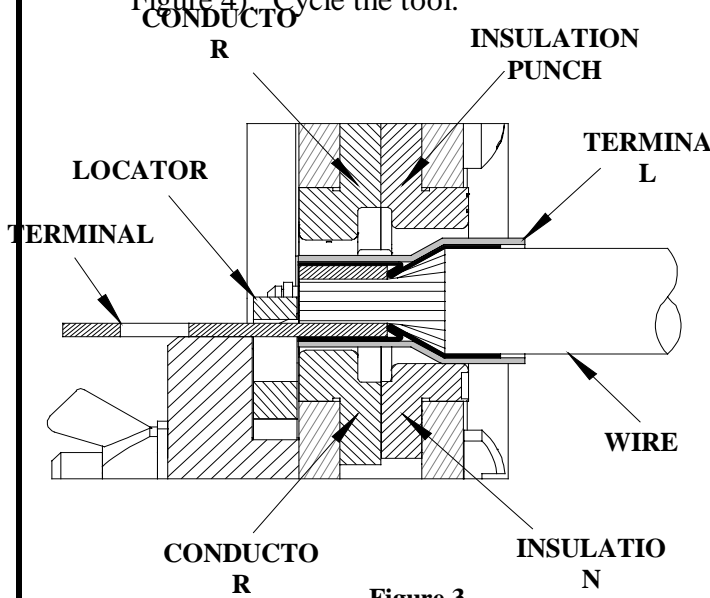 Figure 4). Cycle the tool.
CONDUCTO
R
INSULATION
PUNCH
TERMINA
L
LOCATOR
TERMINAL
WIRE
CONDUCTO
R
INSULATIO
N
Figure 3